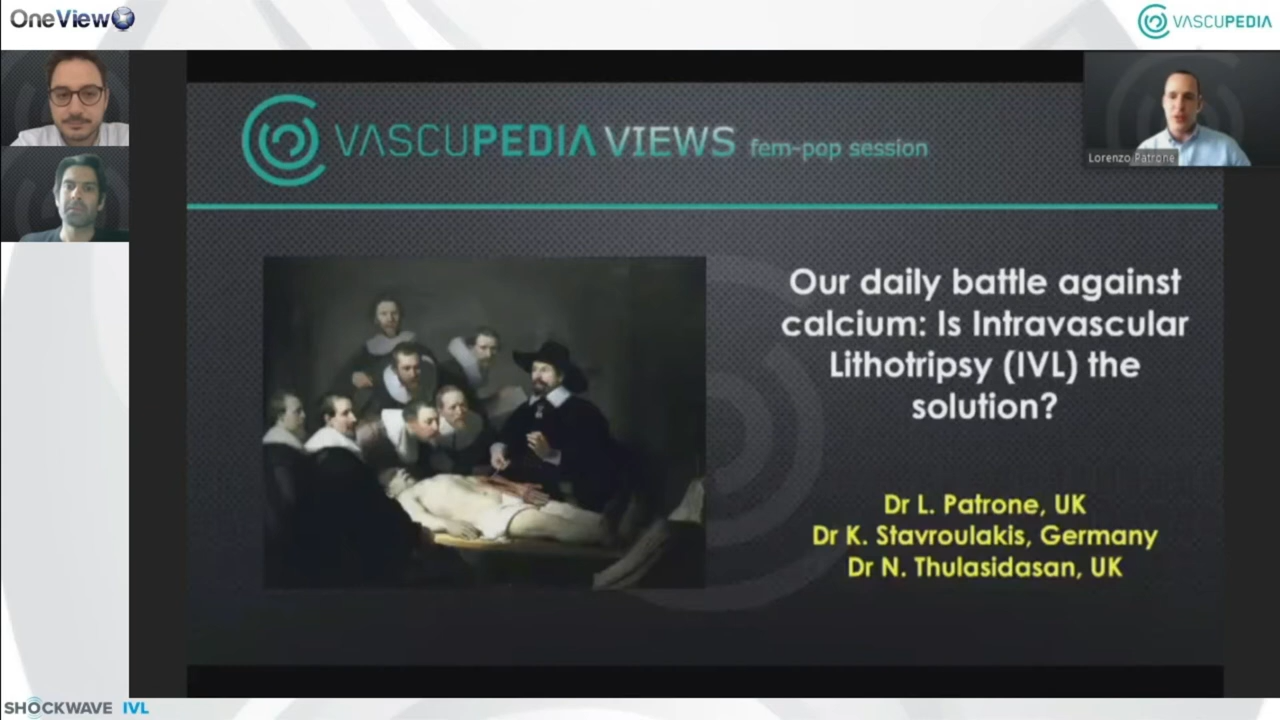 OneView
VASCUPEDIA
VASCUPEDIA VIEWS fem-pop session
Lorenzo Patrone
Our daily battle against
calcium: Is Intravascular
Lithotripsy (IVL) the
solution?
Dr L. Patrone, UK
Dr K. Stavroulakis, Germany
Dr N. Thulasidasan, UK
SHOCKWAVE IVL